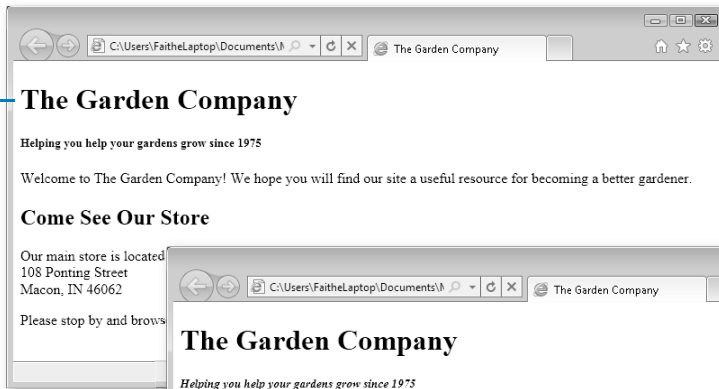 C:\Users\FaitheLaptop\Documents\
The Garden Company
The Garden Company
Helping you help your gardens grow since 1975
Welcome to The Garden Company! We hope you will find our site a useful resource for becoming a better gardener.
Come See Our Store
Our main store is located
108 Ponting Street
Macon, IN 46062
Please stop by and brows
C:\Users\FaitheLaptop\Documents\
The Garden Company
The Garden Company
Helping you help your gardens grow since 1975